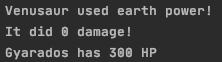 Venusaur used earth power!
It did 0 damage!
Gyarados has 300 HP